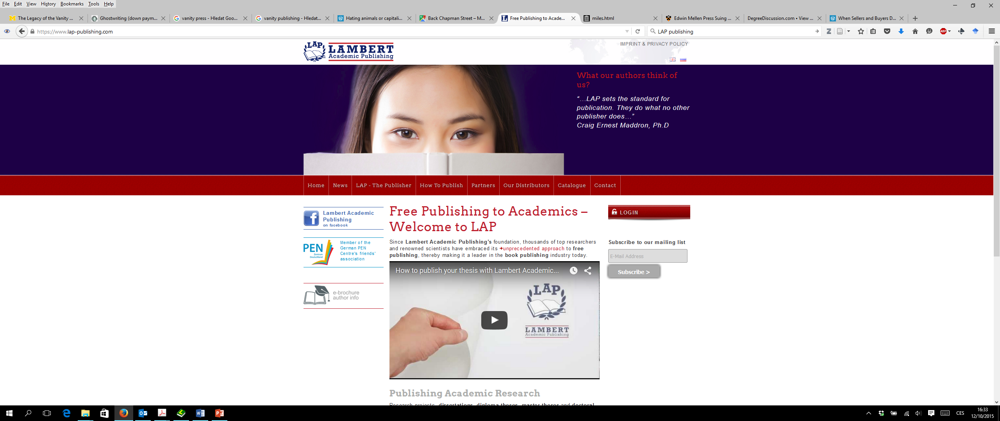 File Edit View History Bookmarks Tools Help
The Legacy of the Vanity ...
Ghostwriting (down paym...
vanity press - Hledat Goo...
vanity publishing - Hledat...
Hating animals or capitali...
Back Chapman Street – M...
Free Publishing to Acade...
miles.html
Edwin Mellen Press Suing ...
DegreeDiscussion.com • View ...
When Sellers and Buyers D...
https://www.lap-publishing.com
LAP publishing
ABP
LAP
LAMBERT
Academic Publishing
IMPRINT & PRIVACY POLICY
What our authors think of
us?
“...LAP sets the standard for
publication. They do what no other
publisher does...”
Craig Ernest Maddron, Ph.D
Home News LAP - The Publisher How To Publish Partners Our Distributors Catalogue Contact
Lambert Academic
Publishing
on facebook
PEN
Zentrum
Deutschland
Member of the
German PEN
Centre's friends'
association
e-brochure
author info
Free Publishing to Academics –
Welcome to LAP
Since Lambert Academic Publishing’s foundation, thousands of top researchers
and renowned scientists have embraced its unprecedented approach to free
publishing, thereby making it a leader in the book publishing industry today.
How to publish your thesis with Lambert Academic...
LAP
LAMBERT
Academic Publishing
Publishing Academic Research
Research projects, dissertations, diploma theses, master theses and doctoral
LOGIN
Subscribe to our mailing list
E-Mail Address
Subscribe >
CES
16:33
12/10/2015